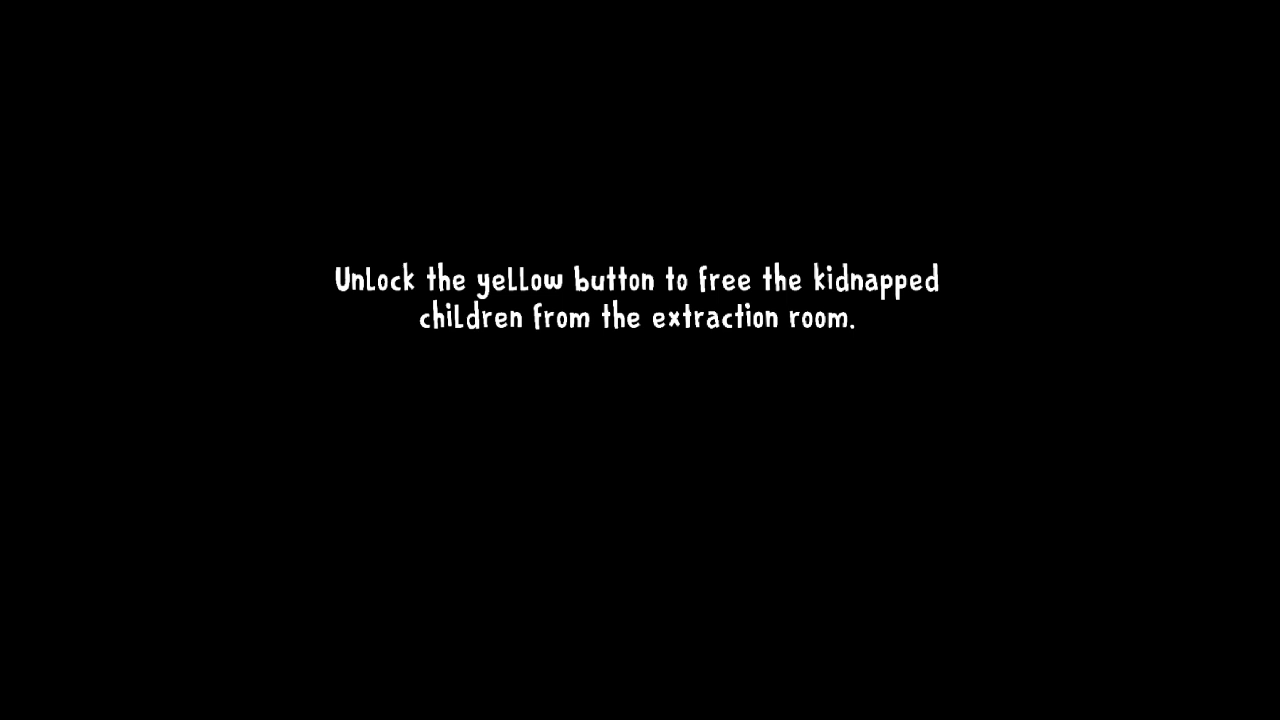 Unlock the yellow button to free the kidnapped
children from the extraction room.